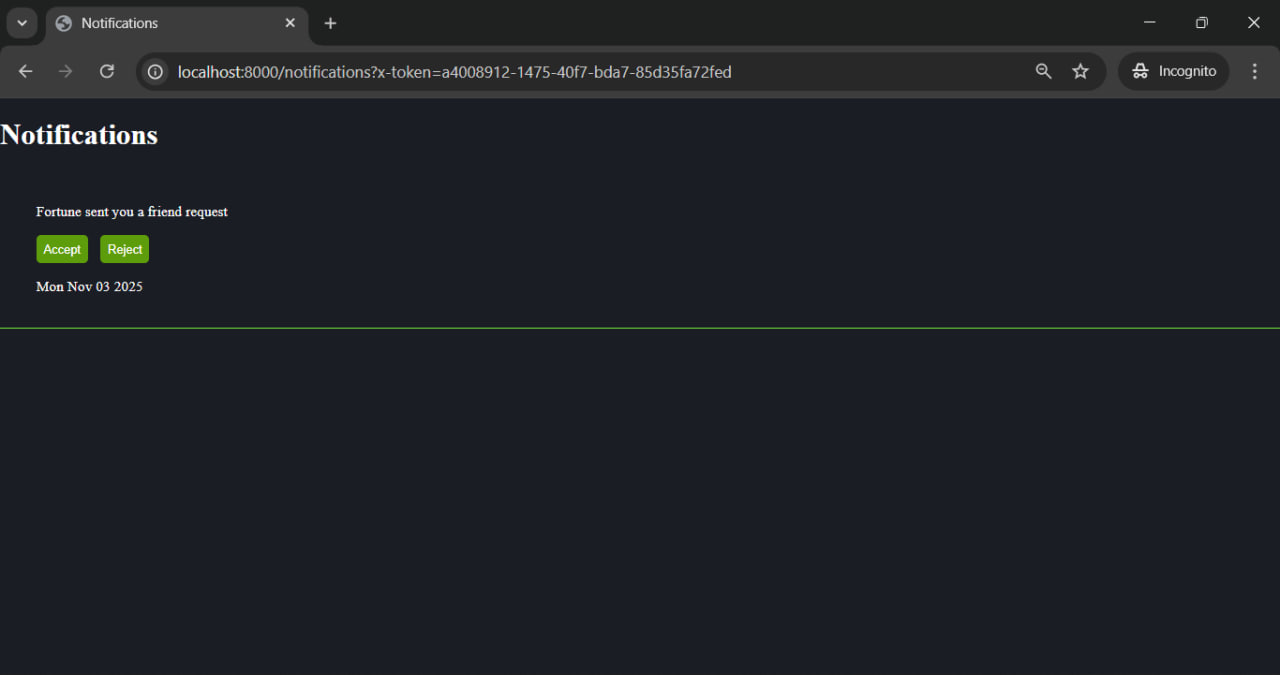 Notifications
localhost:8000/notifications?x-token=a4008912-1475-40f7-bda7-85d35fa72fed
Incognito
Notifications
Fortune sent you a friend request
Accept Reject
Mon Nov 03 2025